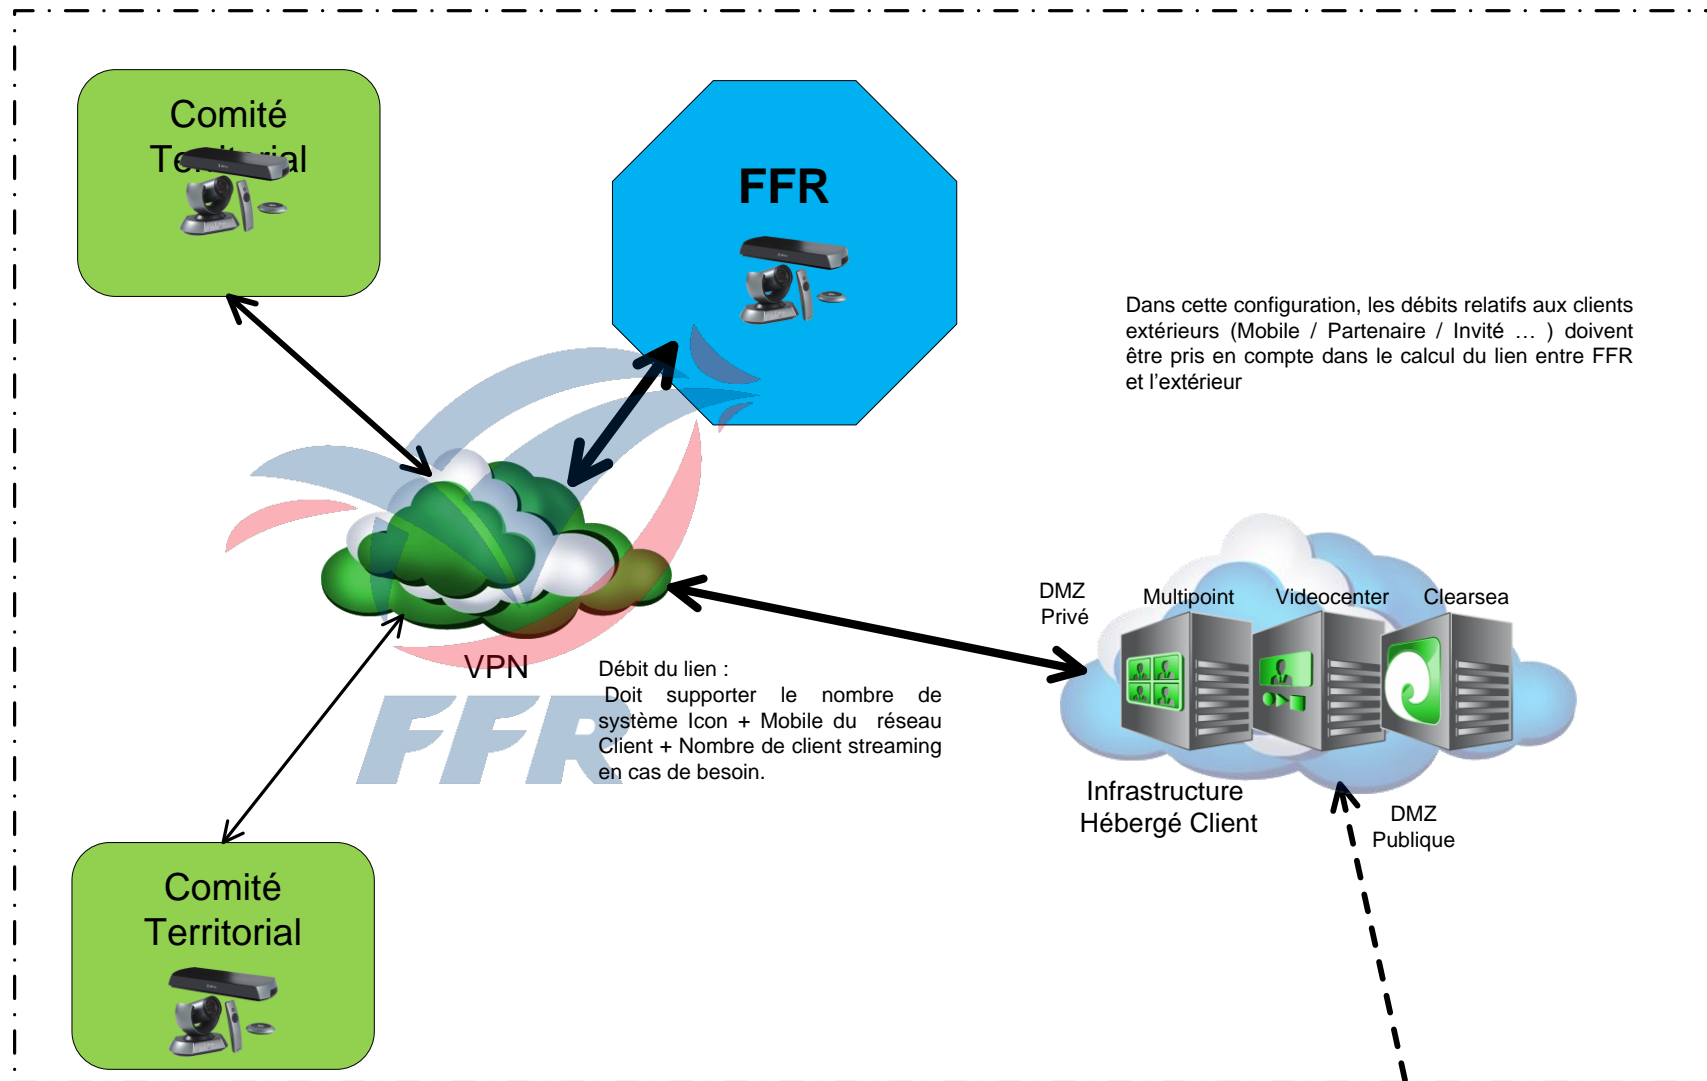 Comité
Territorial
FFR
Dans cette configuration, les débits relatifs aux clients
extérieurs (Mobile / Partenaire / Invité … ) doivent
être pris en compte dans le calcul du lien entre FFR
et l'extérieur
DMZ
Privé
Multipoint
Videocenter
Clearsea
VPN
Débit du lien :
Doit supporter le nombre de
système Icon + Mobile du réseau
Client + Nombre de client streaming
en cas de besoin.
FFR
Infrastructure
Hébergé Client
DMZ
Publique
Comité
Territorial